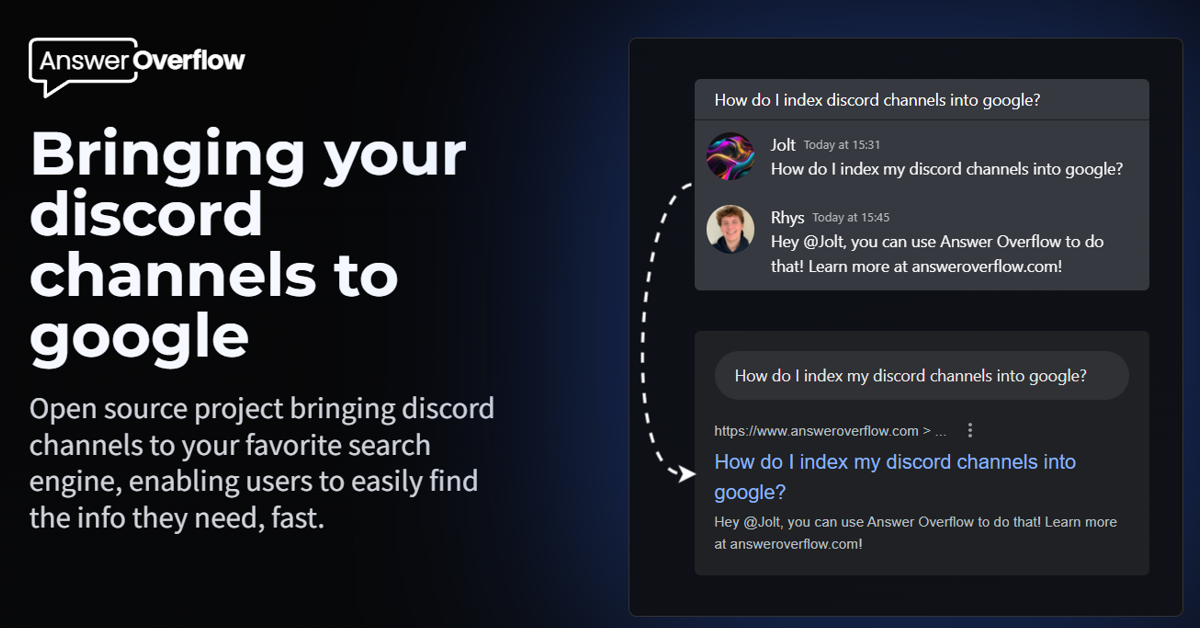 AnswerOverflow
Bringing your
discord
channels to
google
Open source project bringing discord
channels to your favorite search
engine, enabling users to easily find
the info they need, fast.
How do I index discord channels into google?
Jolt Today at 15:31
How do I index my discord channels into google?
Rhys Today at 15:45
Hey @Jolt, you can use Answer Overflow to do
that! Learn more at answeroverflow.com!
How do I index my discord channels into google?
https://www.answeroverflow.com > ...
How do I index my discord channels into
google?
Hey @Jolt, you can use Answer Overflow to do that! Learn more
at answeroverflow.com!